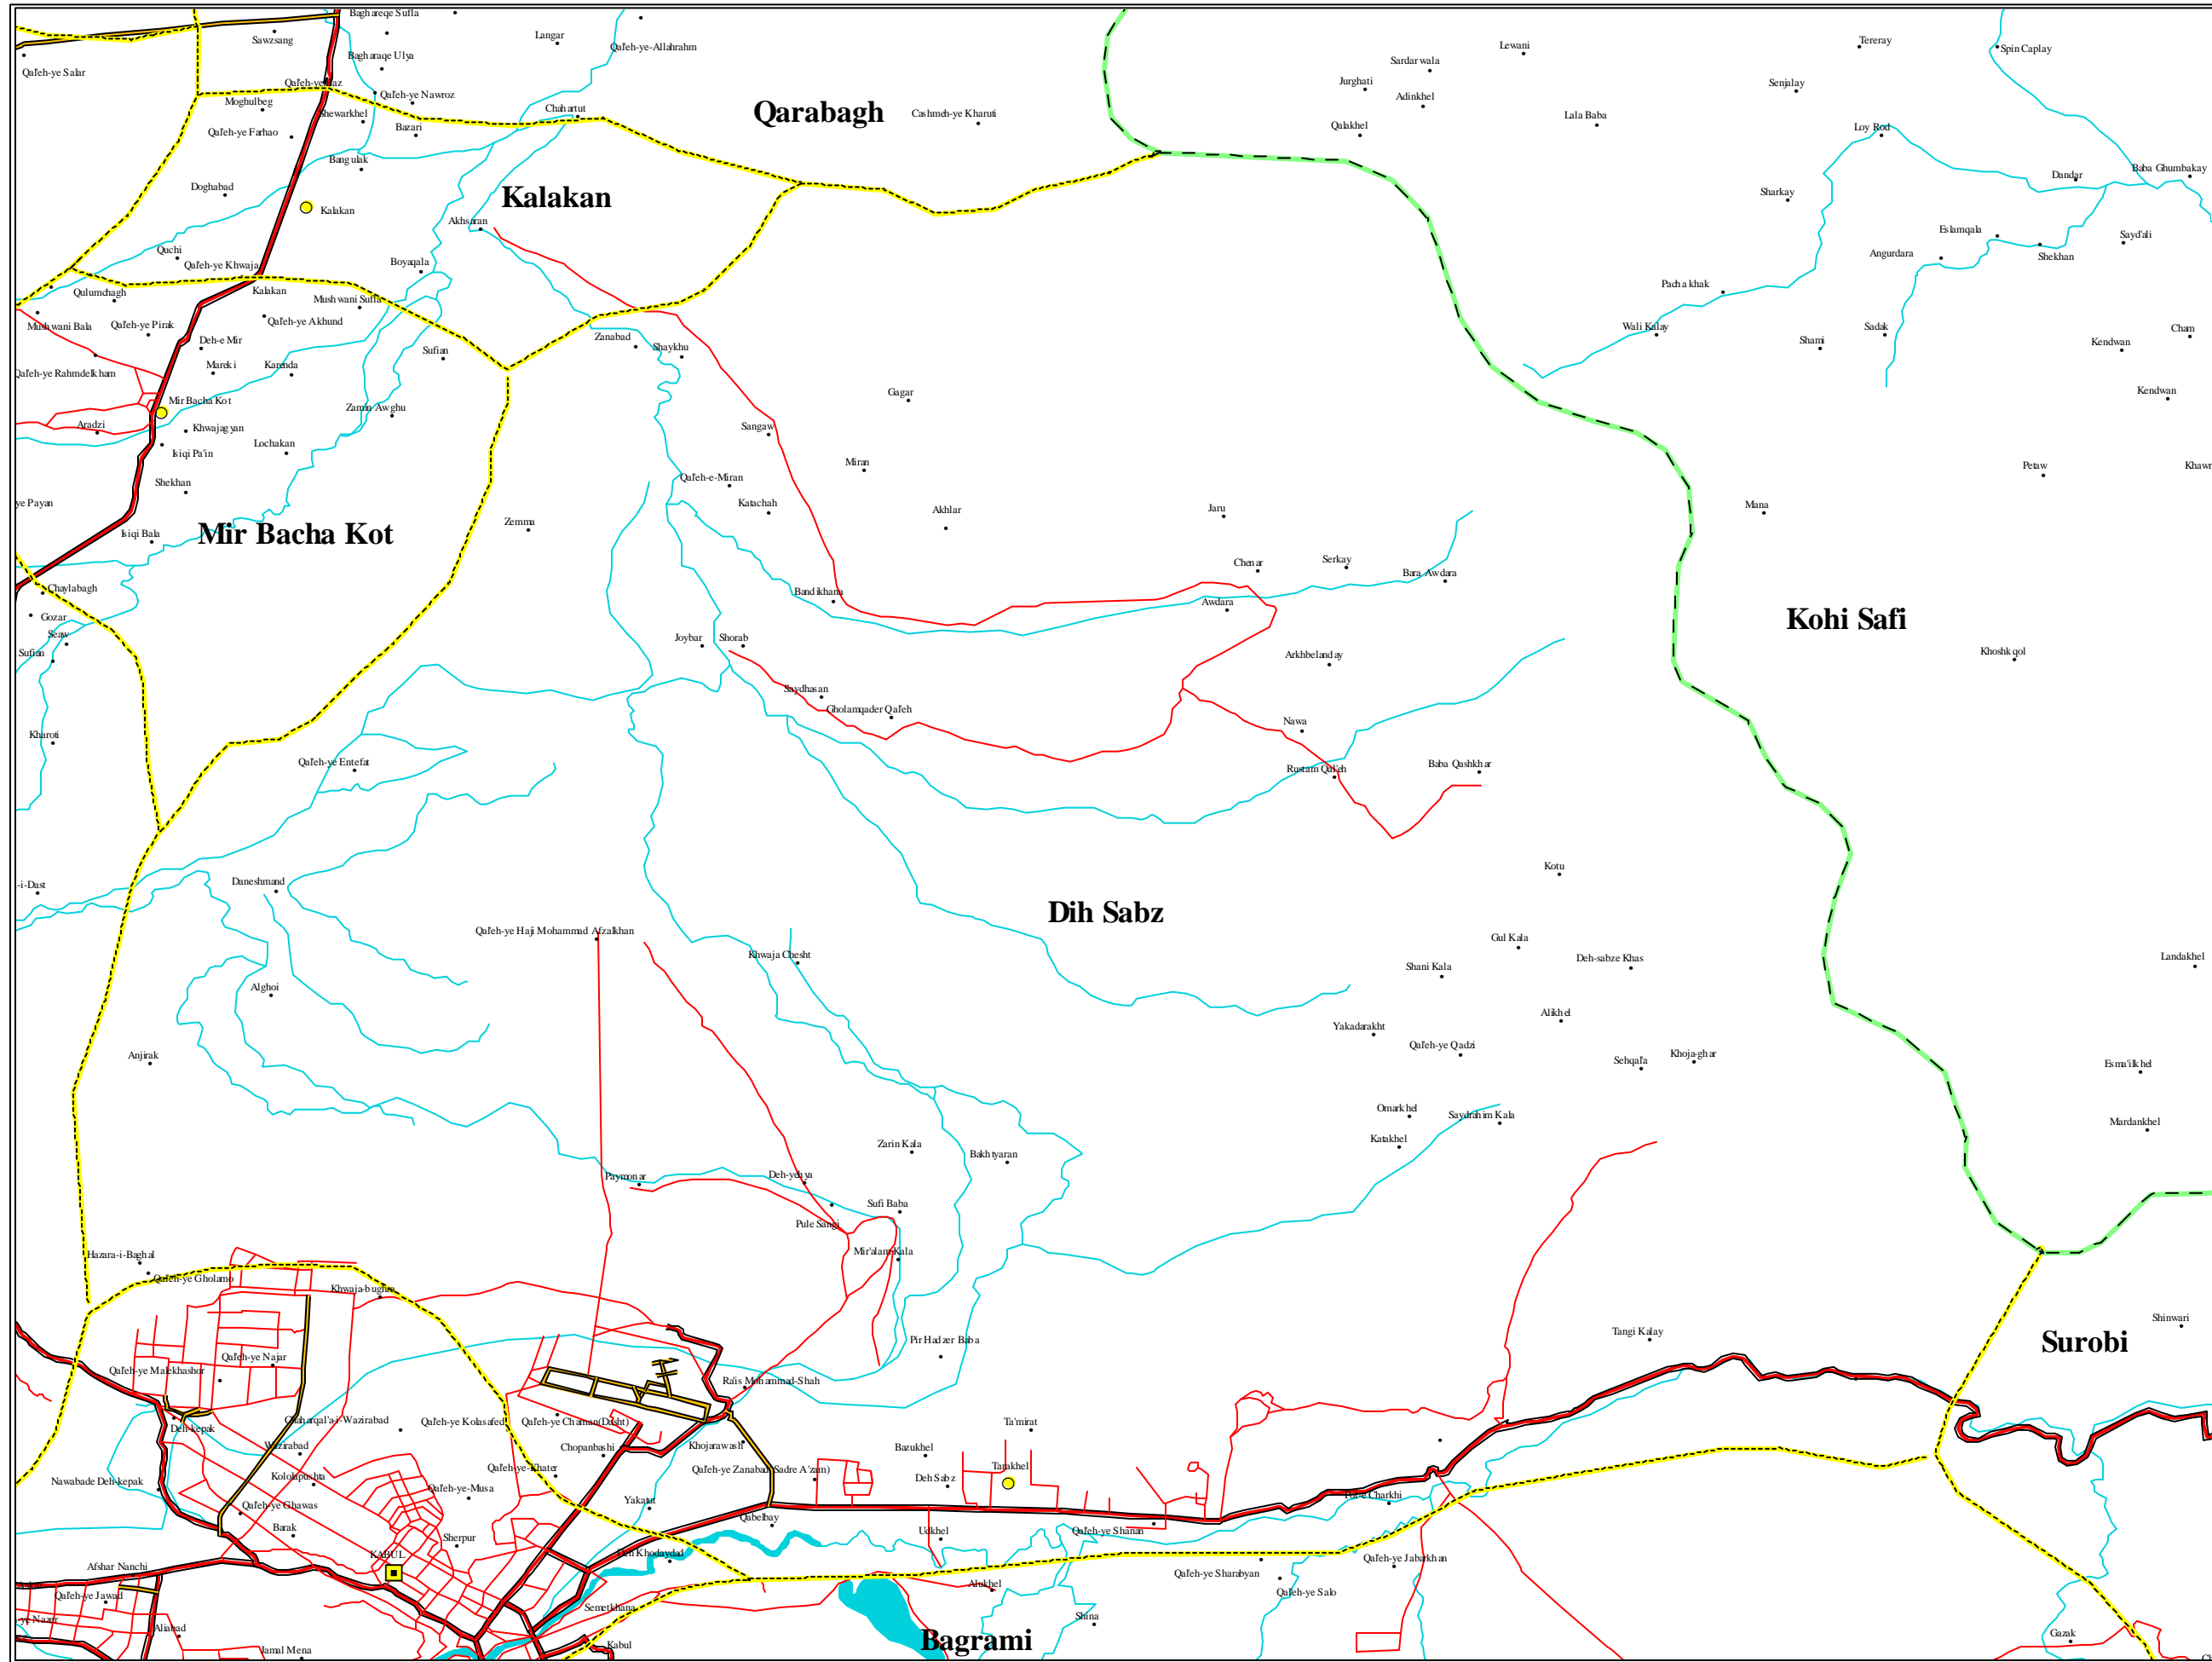 Baghareqe Sufla
Sawzsang
Langar
Qal'eh-ye-Allahrahm
Lewani
Tereray
Spin Caplay
Bagharaqe Ulya
Sardar wala
Qal'eh-ye Salar
Jurghati
Senjalay
Adinkhel
Qal'eh-ye Nawroz
Moghulbeg
Chahartut
Qarabagh
Cashmeh-ye Kharuti
Lala Baba
Shewarkhel
Qal'eh-ye Farhao
Bazari
Qalakhel
Loy Rod
Bangulak
Baba Ghumbakay
Dandar
Doghabad
Kalakan
Sharkay
Kalakan
Akhsaran
Eslamqala
Sayd'ali
Quchi
Qal'eh-ye Khwaja
Boyaqala
Angurdara
Shekhan
Pachakhak
Qulumchagh
Kalakan
Mushwani Sufla
Mushwani Bala
Qal'eh-ye Pirak
Qal'eh-ye Akhund
Wali Kalay
Sadak
Cham
Deh-e Mir
Zanabad
Shaykhu
Sufian
Shami
Kendwan
Qal'eh-ye Rahmdelkham
Mareki
Karenda
Gagar
Kendwan
Mir Bacha Kot
Zamin Awghu
Aradzi
Khwajagyan
Sangaw
Lochakan
Isiqi Pa'in
Miran
Petaw
Shekhan
Qal'eh-e-Miran
ye Payan
Katachah
Akhlar
Jaru
Mana
Mir Bacha Kot
Zemma
Isiqi Bala
Chenar
Serkay
Bara Awdara
Chaylabagh
Bandikhana
Awdara
Gozar
Kohi Safi
Seaw
Joybar
Shorab
Sufian
Arkhbelanday
Khoshkqol
Saydhasan
Gholamqader Qal'eh
Nawa
Kharoti
Qal'eh-ye Entefat
Rustam Qal'eh
Baba Qashkhar
Kotu
-i-Dast
Daneshmand
Dih Sabz
Qal'eh-ye Haji Mohammad Afzalkhan
Gul Kala
Khwaja Chesht
Shani Kala
Deh-sabze Khas
Landakhel
Alghoi
Alikhel
Yakadarakht
Qal'eh-ye Qadzi
Anjirak
Sehqal'a
Khoja-ghar
Esma'ilkhel
Omarkhel
Saydrahim Kala
Mardankhel
Katakhel
Zarin Kala
Bakhtyaran
Paymonar
Deh-yehya
Sufi Baba
Pule Sangi
Hazara-i-Baghal
Mir'alam Kala
Qal'eh-ye Gholamo
Khwaja-bughra
Shinwari
Tangi Kalay
Surobi
Pir Hadzer Baba
Qal'eh-ye Najar
Qal'eh-ye Malekhashor
Rais Mohammad-Shah
Chaharqal'a-i-Wazirabad
Qal'eh-ye Kolasafed
Qal'eh-ye Chaman(Dasht)
Ta'mirat
Deh-kepak
Wazirabad
Chopanbashi
Khojarawash
Bazukhel
Tarakhel
Nawabade Deh-kepak
Kololapushta
Qal'eh-ye-Khater
Qal'eh-ye Zanabad(Sadre A'zam)
Deh Sabz
Qal'eh-ye-Musa
Pol-e Charkhi
Qal'eh-ye Ghawas
Yakatut
Barak
Qabelbay
Sherpur
Udkhel
Qal'eh-ye Shanan
KABUL
Deh Khodaydad
Afshar Nanchi
Qal'eh-ye Jabarkhan
Qal'eh-ye Sharabyan
Alukhel
Qal'eh-ye Jawad
Qal'eh-ye Salo
Semetkhana
Shina
Aliabad
Bagrami
Gazak
Jamal Mena
Kabul